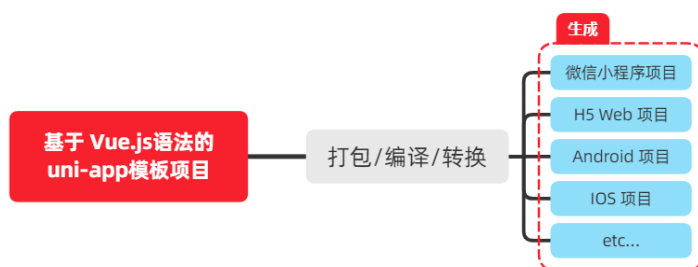 生成
基于 Vue.js语法的
uni-app模板项目
打包/编译/转换
微信小程序项目
H5 Web 项目
Android 项目
IOS 项目
etc...